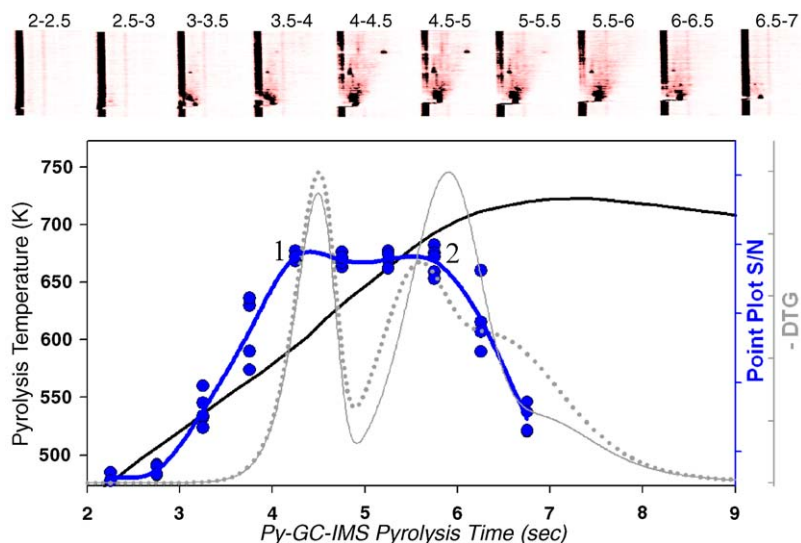 2-2.5 2.5-3 3-3.5 3.5-4 4-4.5 4.5-5 5-5.5 5.5-6 6-6.5 6.5-7
750
700
650
600
550
500
Pyrolysis Temperature (K)
1
2
Point Plot S/N
- DTG
2 3 4 5 6 7 8 9
Py-GC-IMS Pyrolysis Time (sec)